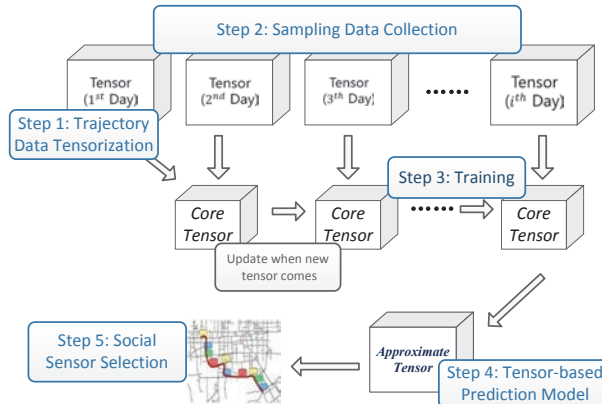 Step 2: Sampling Data Collection
Tensor
(1st Day)
Tensor
(2nd Day)
Tensor
(3th Day)
Tensor
(ith Day)
Step 1: Trajectory
Data Tensorization
Step 3: Training
Core
Tensor
Core
Tensor
Core
Tensor
Update when new
tensor comes
Step 5: Social
Sensor Selection
Approximate
Tensor
Step 4: Tensor-based
Prediction Model